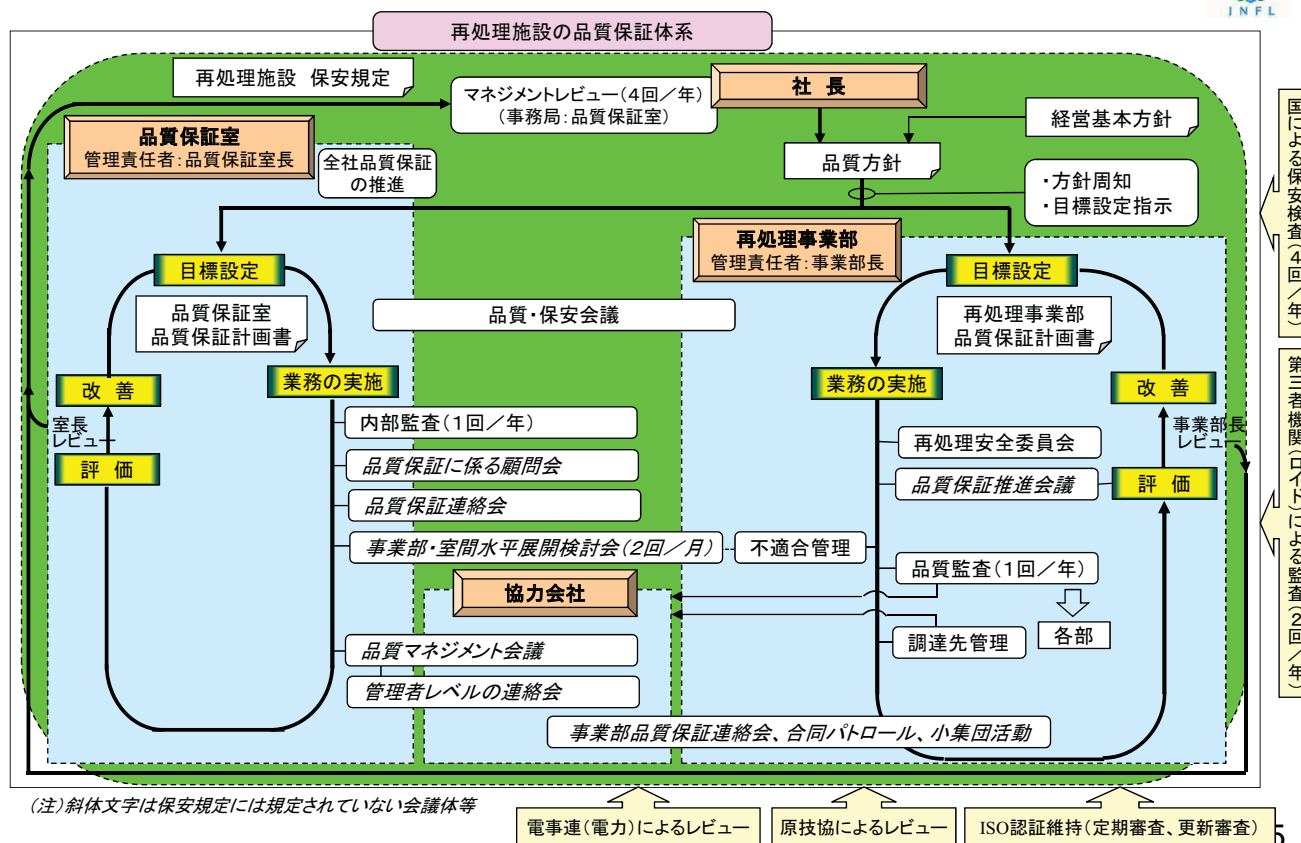 JNFL
再処理施設の品質保証体系
再処理施設 保安規定
マネジメントレビュー(4回/年)
(事務局:品質保証室)
社 長
経営基本方針
品質方針
・方針周知
・目標設定指示
品質保証室
管理責任者:品質保証室長
全社品質保証
の推進
目標設定
品質保証室
品質保証計画書
業務の実施
改 善
室長
レビュー
評 価
内部監査(1回/年)
品質保証に係る顧問会
品質保証連絡会
事業部・室間水平展開検討会(2回/月)
品質マネジメント会議
管理者レベルの連絡会
品質・保安会議
協力会社
再処理事業部
管理責任者:事業部長
目標設定
再処理事業部
品質保証計画書
業務の実施
改 善
事業部長
レビュー
評 価
再処理安全委員会
品質保証推進会議
不適合管理
品質監査(1回/年)
各部
調達先管理
事業部品質保証連絡会、合同パトロール、小集団活動
国による保安検査(4回/年)
第三者機関(ロイド)による監査(2回/年)
(注)斜体文字は保安規定には規定されていない会議体等
電事連(電力)によるレビュー
原技協によるレビュー
ISO認証維持(定期審査、更新審査)
5